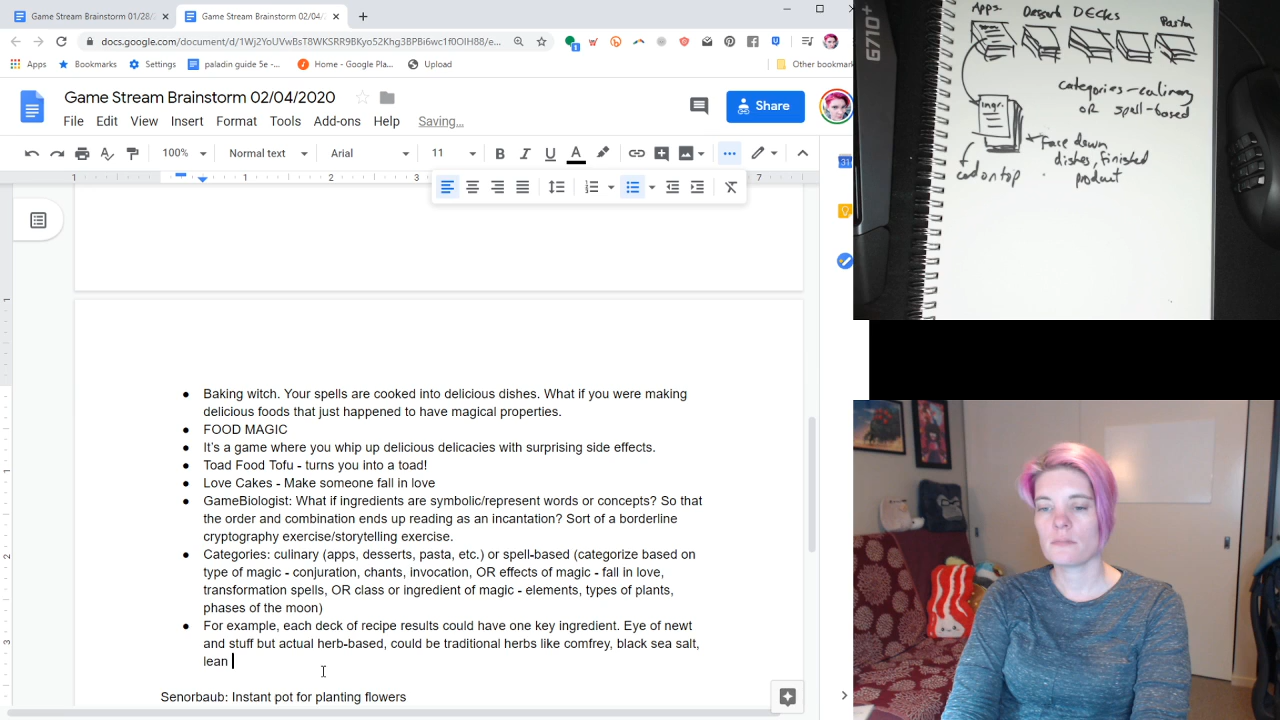 Game Stream Brainstorm 01/28/
Game Stream Brainstorm 02/04/
docs.google.com/document/d/1Wj2YoUVwBsT8WKSRR9BKyo52Khg3BPBi6wc1f0OIH88/e...
Apps
Bookmarks
Settings
paladin guide 5e -...
Home - Google Pla...
Upload
Other bookmark
Game Stream Brainstorm 02/04/2020
Share
File Edit View Insert Format Tools Add-ons Help Saving...
100% Normal text Arial 11 B I U A
1 1 2 3 7
Baking witch. Your spells are cooked into delicious dishes. What if you were making
delicious foods that just happened to have magical properties.
FOOD MAGIC
It's a game where you whip up delicious delicacies with surprising side effects.
Toad Food Tofu - turns you into a toad!
Love Cakes - Make someone fall in love
GameBiologist: What if ingredients are symbolic/represent words or concepts? So that
the order and combination ends up reading as an incantation? Sort of a borderline
cryptography exercise/storytelling exercise.
Categories: culinary (apps, desserts, pasta, etc.) or spell-based (categorize based on
type of magic - conjuration, chants, invocation, OR effects of magic - fall in love,
transformation spells, OR class or ingredient of magic - elements, types of plants,
phases of the moon)
For example, each deck of recipe results could have one key ingredient. Eye of newt
and stuff but actual herb-based, could be traditional herbs like comfrey, black sea salt,
lean
Senorbaub: Instant pot for planting flowers
G710+
Apps. Dessert DECKS Pasta
categories - culinary
OR spell-based
ingr.
Face down
dishes, finished
product
card on top